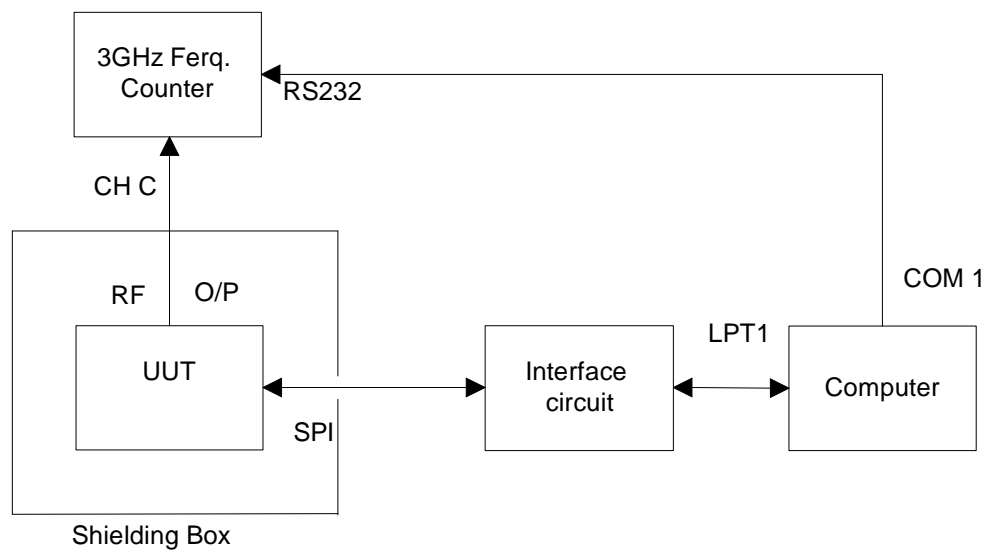 3GHz Ferq.
Counter
RS232
CH C
RF
O/P
COM 1
UUT
SPI
Interface
circuit
LPT1
Computer
Shielding Box